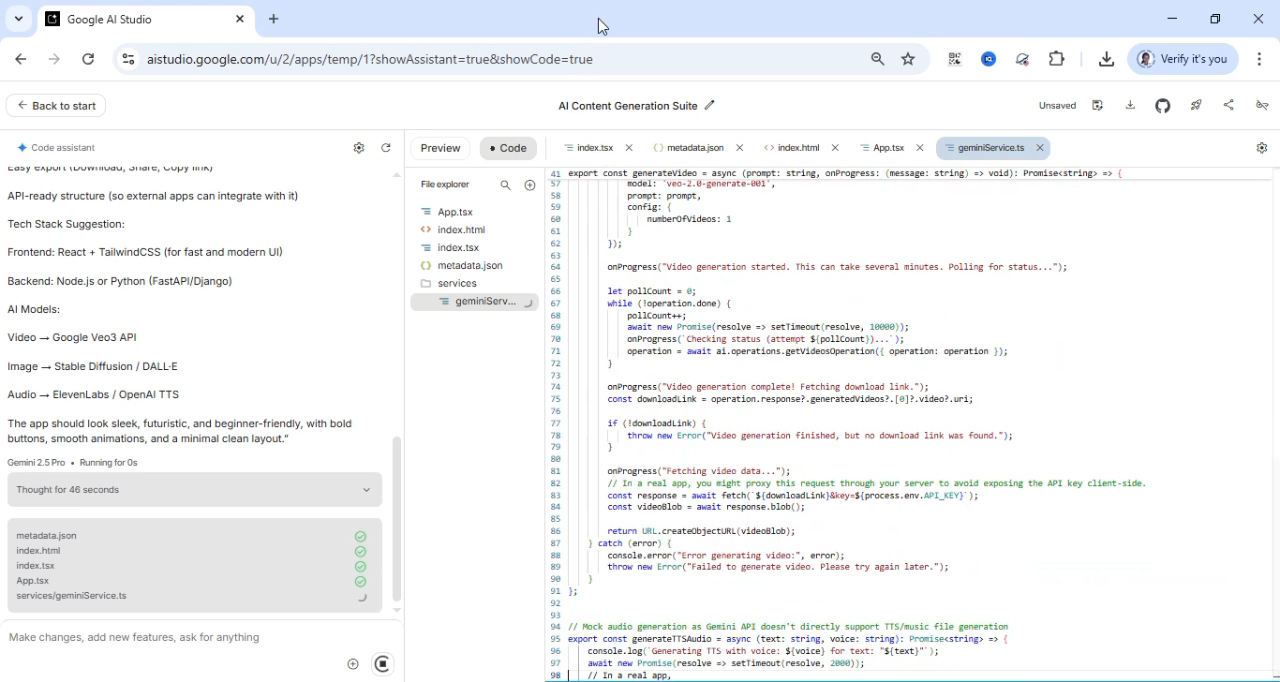 Google AI Studio
aistudio.google.com/u/2/apps/temp/1?showAssistant=true&showCode=true
Verify it's you
Back to start
AI Content Generation Suite
Unsaved
Code assistant
Preview
Code
index.tsx
metadata.json
index.html
App.tsx
geminiService.ts
Easy export (Download, Share, Copy link)
API-ready structure (so external apps can integrate with it)
Tech Stack Suggestion:
Frontend: React + TailwindCSS (for fast and modern UI)
Backend: Node.js or Python (FastAPI/Django)
AI Models:
Video → Google Veo3 API
Image → Stable Diffusion / DALL·E
Audio → ElevenLabs / OpenAI TTS
The app should look sleek, futuristic, and beginner-friendly, with bold
buttons, smooth animations, and a minimal clean layout."
Gemini 2.5 Pro • Running for 0s
Thought for 46 seconds
metadata.json
index.html
index.tsx
App.tsx
services/geminiService.ts
Make changes, add new features, ask for anything
File explorer
App.tsx
index.html
index.tsx
metadata.json
services
geminiServ...
41 export const generateVideo = async (prompt: string, onProgress: (message: string) => void): Promise<string> => {
57 model: 'veo-2.0-generate-001',
58 prompt: prompt,
59 config: {
60 numberOfVideos: 1
61 }
62 });
63
64 onProgress("Video generation started. This can take several minutes. Polling for status...");
65
66 let pollCount = 0;
67 while (!operation.done) {
68 pollCount++;
69 await new Promise(resolve => setTimeout(resolve, 10000));
70 onProgress(`Checking status (attempt ${pollCount})...`);
71 operation = await ai.operations.getVideosOperation({ operation: operation });
72 }
73
74 onProgress("Video generation complete! Fetching download link.");
75 const downloadLink = operation.response?.generatedVideos?.[0]?.video?.uri;
76
77 if (!downloadLink) {
78 throw new Error("Video generation finished, but no download link was found.");
79 }
80
81 onProgress("Fetching video data...");
82 // In a real app, you might proxy this request through your server to avoid exposing the API key client-side.
83 const response = await fetch(`${downloadLink}&key=${process.env.API_KEY}`);
84 const videoBlob = await response.blob();
85
86 return URL.createObjectURL(videoBlob);
87 } catch (error) {
88 console.error("Error generating video:", error);
89 throw new Error("Failed to generate video. Please try again later.");
90 }
91 };
92
93
94 // Mock audio generation as Gemini API doesn't directly support TTS/music file generation
95 export const generateTTSAudio = async (text: string, voice: string): Promise<string> => {
96 console.log(`Generating TTS with voice: ${voice} for text: "${text}"`);
97 await new Promise(resolve => setTimeout(resolve, 2000));
98 // In a real app,